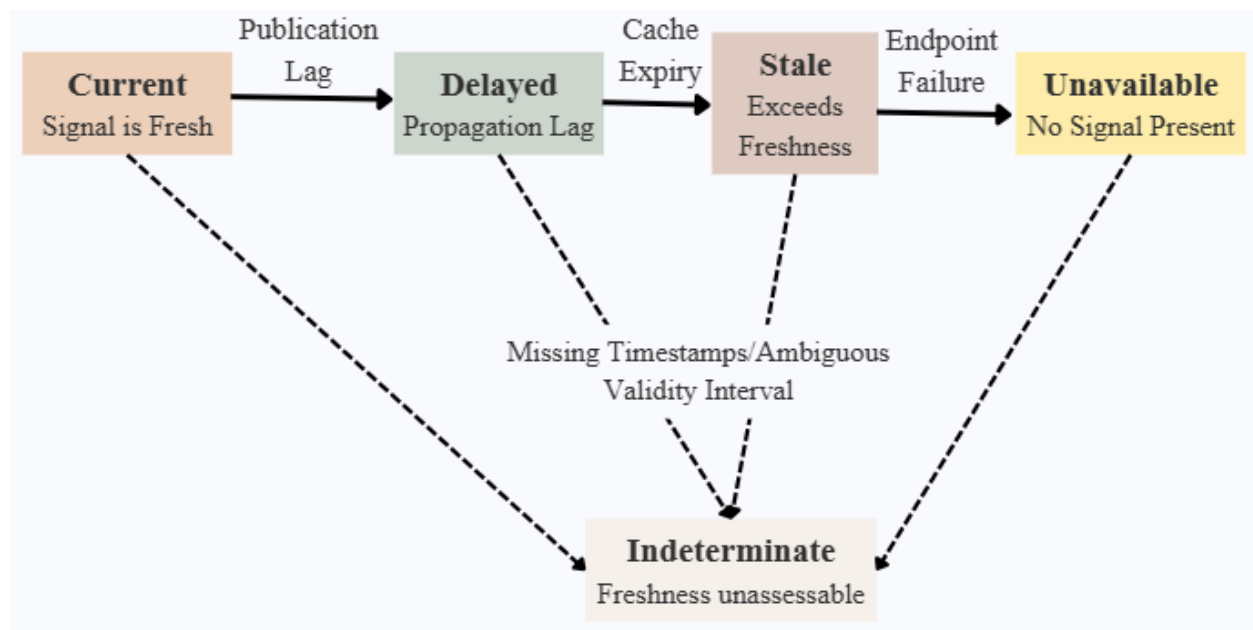 Publication
Lag
Cache
Expiry
Endpoint
Failure
Current
Signal is Fresh
Delayed
Propagation Lag
Stale
Exceeds
Freshness
Unavailable
No Signal Present
Missing Timestamps/Ambiguous
Validity Interval
Indeterminate
Freshness unassessable